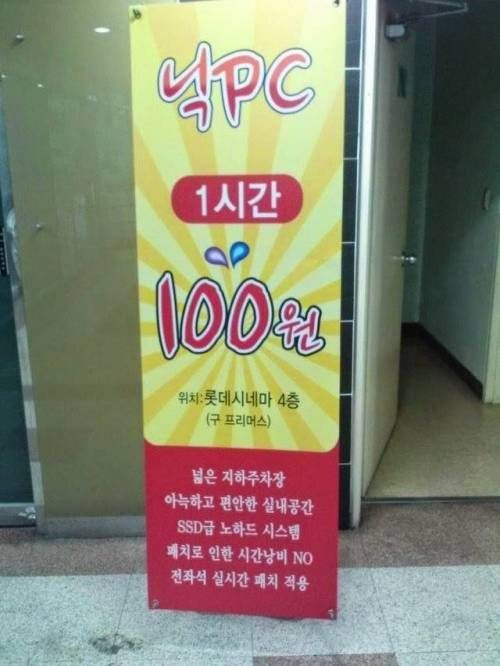 닉PC
1시간
100원
위치:롯데시네마 4층
(구 프리머스)
넓은 지하주차장
아늑하고 편안한 실내공간
SSD급 노하드 시스템
패치로 인한 시간낭비 NO
전좌석 실시간 패치 적용